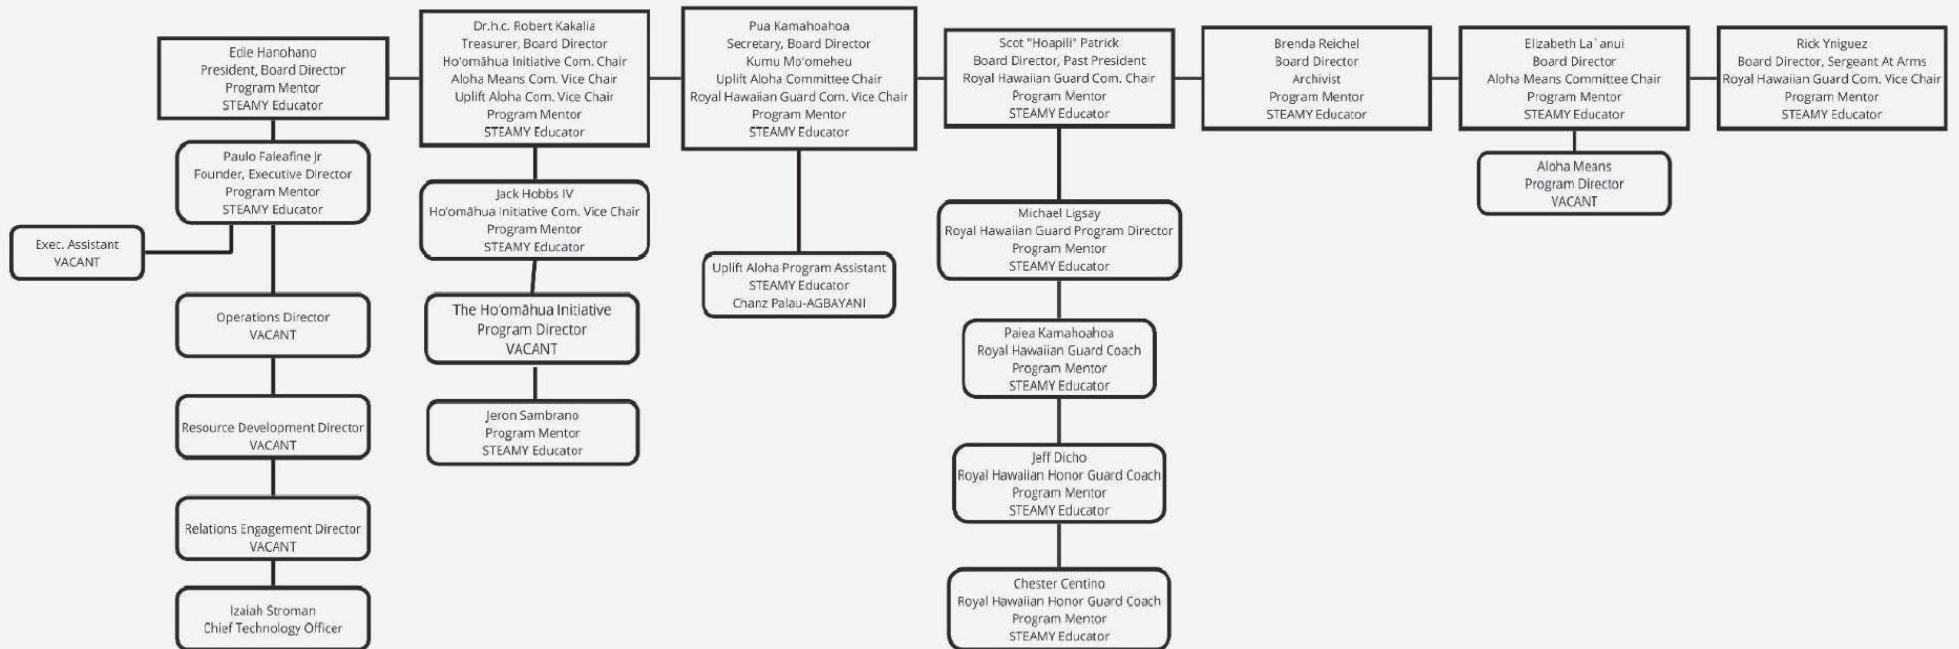 Edie Hanohano
President, Board Director
Program Mentor
STEAMY Educator
Dr.h.c. Robert Kakalia
Treasurer, Board Director
Ho‘omāhua Initiative Com. Chair
Aloha Means Com. Vice Chair
Uplift Aloha Com. Vice Chair
Program Mentor
STEAMY Educator
Pua Kamahoahoa
Secretary, Board Director
Kumu Mo‘omeheu
Uplift Aloha Committee Chair
Royal Hawaiian Guard Com. Vice Chair
Program Mentor
STEAMY Educator
Scot "Hoapili" Patrick
Board Director, Past President
Royal Hawaiian Guard Com. Chair
Program Mentor
STEAMY Educator
Brenda Reichel
Board Director
Archivist
Program Mentor
STEAMY Educator
Elizabeth La`anui
Board Director
Aloha Means Committee Chair
Program Mentor
STEAMY Educator
Rick Yniguez
Board Director, Sergeant At Arms
Royal Hawaiian Guard Com. Vice Chair
Program Mentor
STEAMY Educator
Paulo Faleafine Jr
Founder, Executive Director
Program Mentor
STEAMY Educator
Exec. Assistant
VACANT
Operations Director
VACANT
Resource Development Director
VACANT
Relations Engagement Director
VACANT
Izaiah Stroman
Chief Technology Officer
Jack Hobbs IV
Ho‘omāhua Initiative Com. Vice Chair
Program Mentor
STEAMY Educator
The Ho‘omāhua Initiative
Program Director
VACANT
Jeron Sambrano
Program Mentor
STEAMY Educator
Uplift Aloha Program Assistant
STEAMY Educator
Chanz Palau-AGBAYANI
Michael Ligsay
Royal Hawaiian Guard Program Director
Program Mentor
STEAMY Educator
Paiea Kamahoahoa
Royal Hawaiian Guard Coach
Program Mentor
STEAMY Educator
Jeff Dicho
Royal Hawaiian Honor Guard Coach
Program Mentor
STEAMY Educator
Chester Centino
Royal Hawaiian Honor Guard Coach
Program Mentor
STEAMY Educator
Aloha Means
Program Director
VACANT